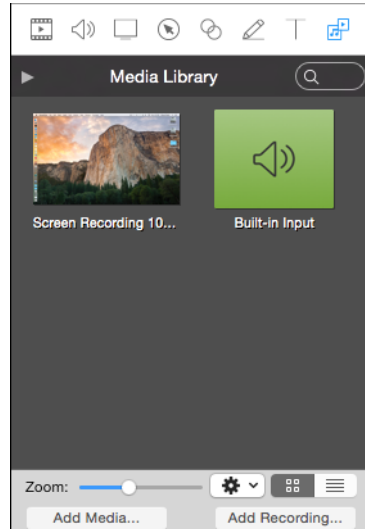 Media Library
Screen Recording 10...
Built-in Input
Zoom:
Add Media...
Add Recording...